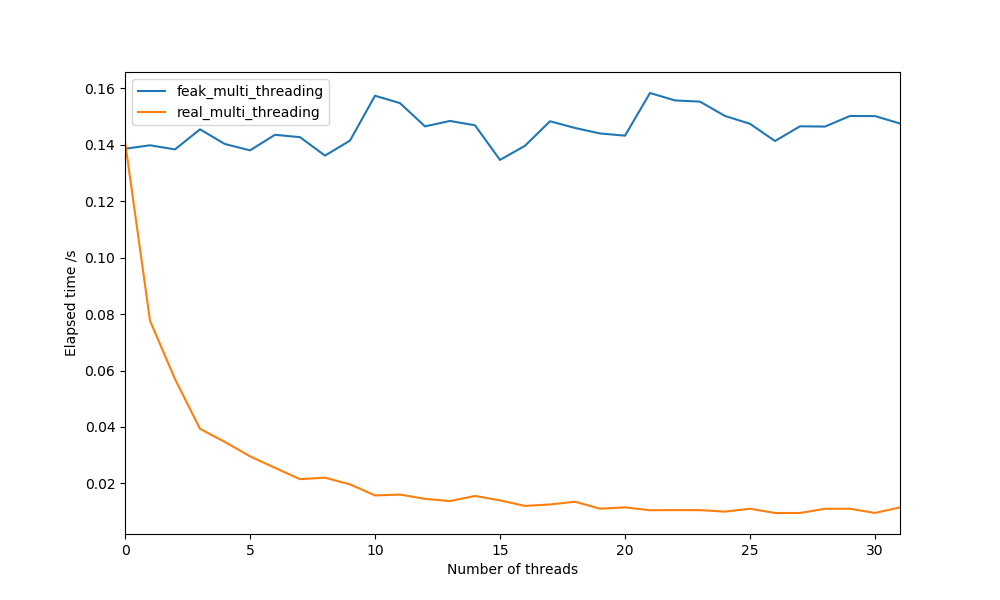 feak_multi_threading
real_multi_threading
0.16
0.14
0.12
0.10
0.08
0.06
0.04
0.02
Elapsed time /s
0 5 10 15 20 25 30
Number of threads